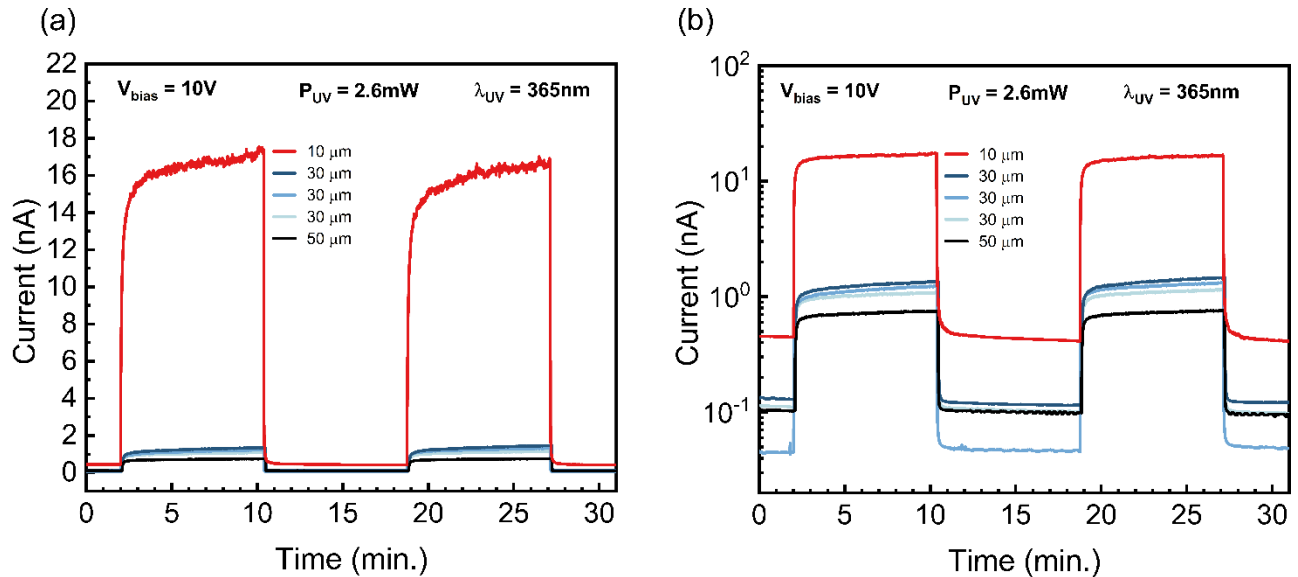 (a)
(b)
22
20
18
16
14
12
10
8
6
4
2
0
Current (nA)
V_bias = 10V
P_UV = 2.6mW
λ_UV = 365nm
10 μm
30 μm
30 μm
30 μm
50 μm
0
5
10
15
20
25
30
Time (min.)
10^2
10^1
10^0
10^-1
Current (nA)
V_bias = 10V
P_UV = 2.6mW
λ_UV = 365nm
10 μm
30 μm
30 μm
30 μm
50 μm
0
5
10
15
20
25
30
Time (min.)